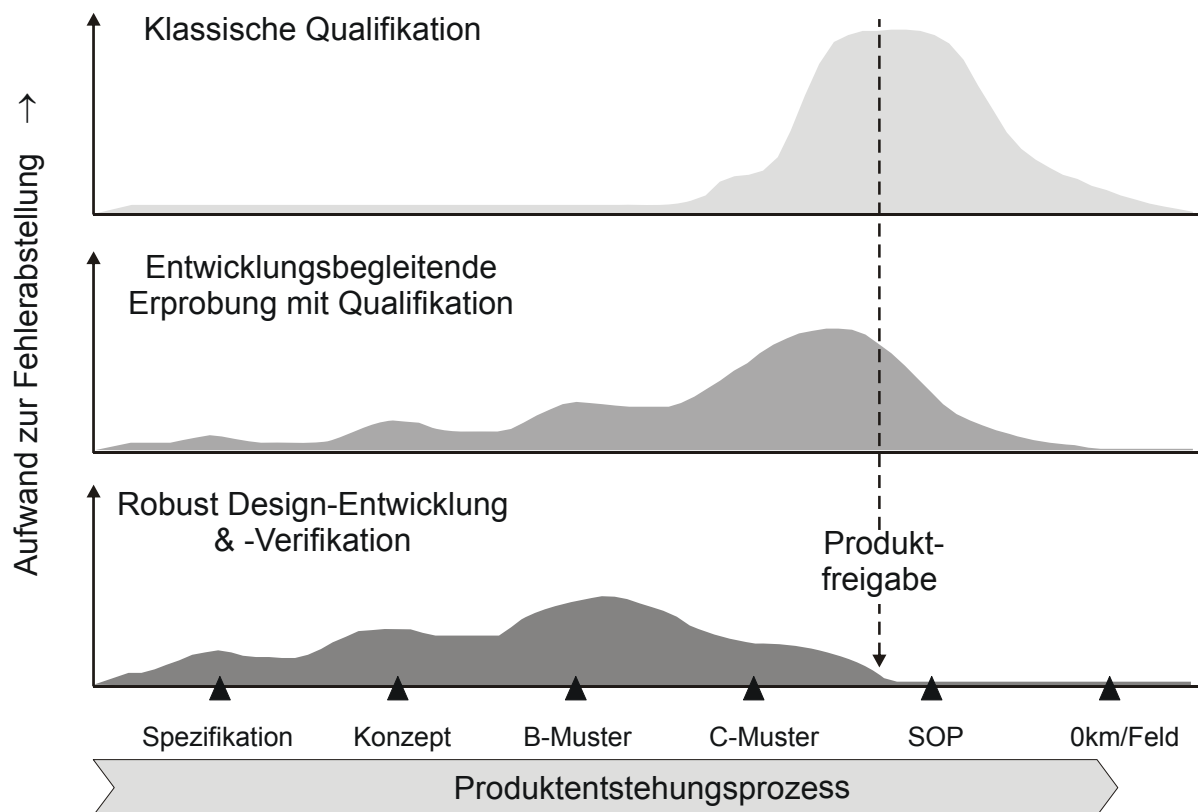 Aufwand zur Fehlerabstellung →
Klassische Qualifikation
Entwicklungsbegleitende
Erprobung mit Qualifikation
Robust Design-Entwicklung
& -Verifikation
Produkt-
freigabe
Spezifikation
Konzept
B-Muster
C-Muster
SOP
0km/Feld
Produktentstehungsprozess